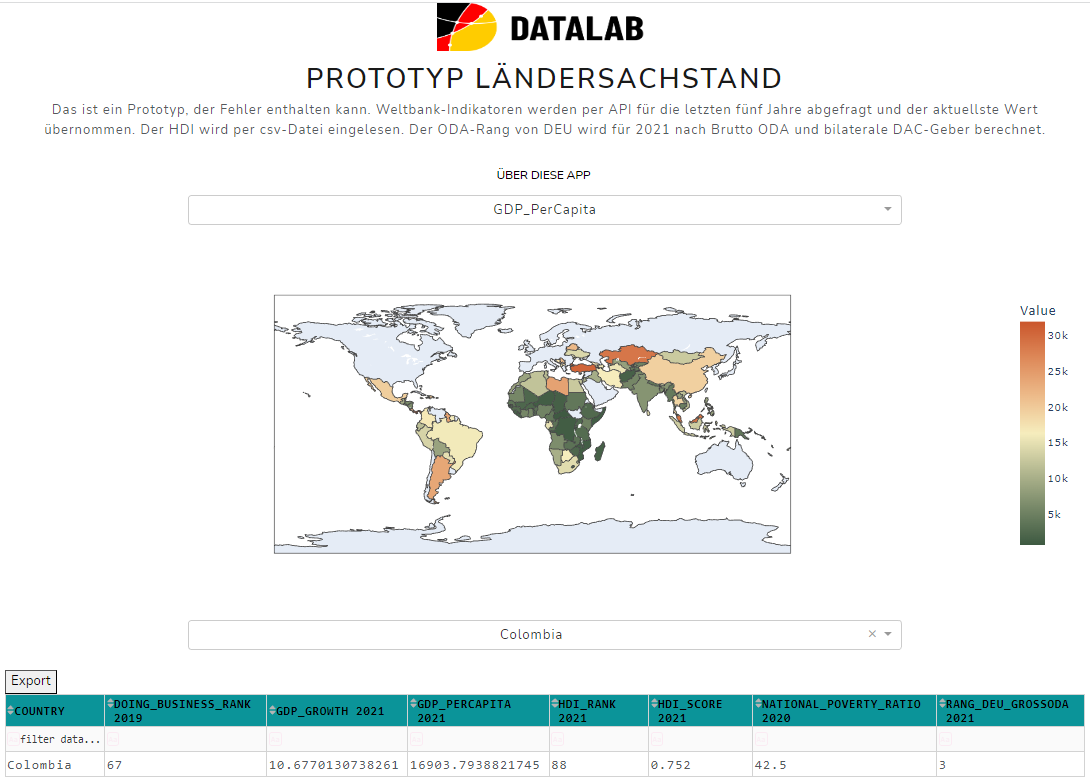 DATALAB
PROTOTYP LÄNDERSACHSTAND
Das ist ein Prototyp, der Fehler enthalten kann. Weltbank-Indikatoren werden per API für die letzten fünf Jahre abgefragt und der aktuellste Wert
übernommen. Der HDI wird per csv-Datei eingelesen. Der ODA-Rang von DEU wird für 2021 nach Brutto ODA und bilaterale DAC-Geber berechnet.
ÜBER DIESE APP
GDP_PerCapita
Value
30k
25k
20k
15k
10k
5k
Colombia
Export
COUNTRY DOING_BUSINESS_RANK 2019 GDP_GROWTH 2021 GDP_PERCAPITA 2021 HDI_RANK 2021 HDI_SCORE 2021 NATIONAL_POVERTY_RATIO 2020 RANG_DEU_GROSSODA 2021
filter data...
Colombia 67 10.6770130738261 16903.7938821745 88 0.752 42.5 3